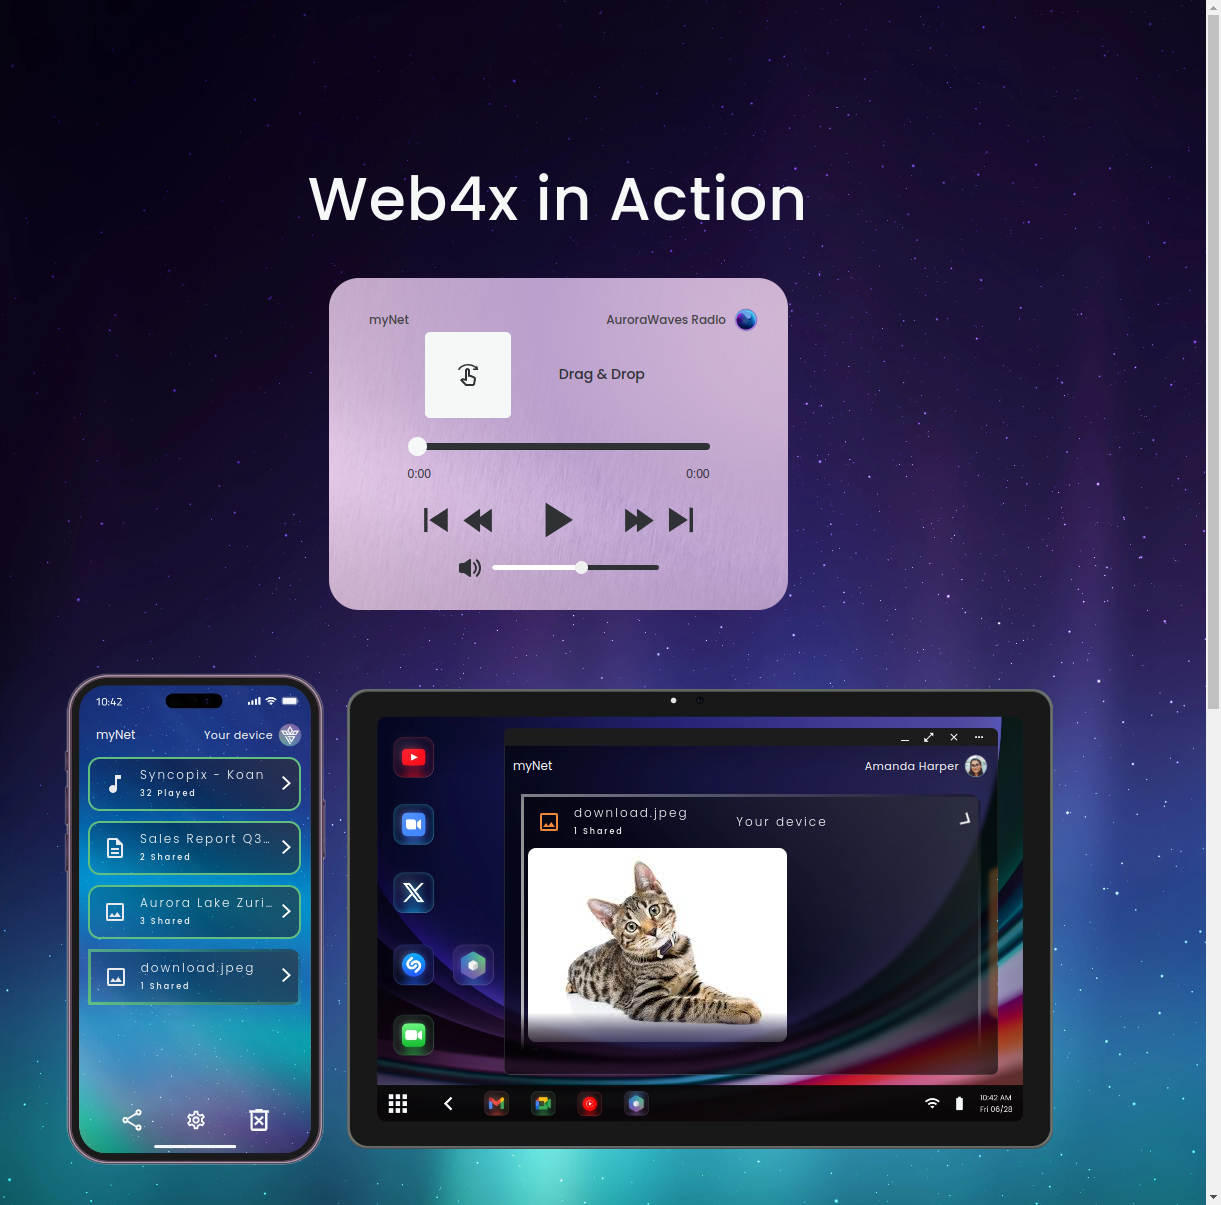 Web4x in Action
myNet
AuroraWaves Radio
Drag & Drop
0:00
0:00
10:42
myNet
Your device
Syncopix - Koan
32 Played
Sales Report Q3...
2 Shared
Aurora Lake Zuri...
3 Shared
download.jpeg
1 Shared
myNet
Amanda Harper
download.jpeg
1 Shared
Your device
10:42 AM
Fri 06/28